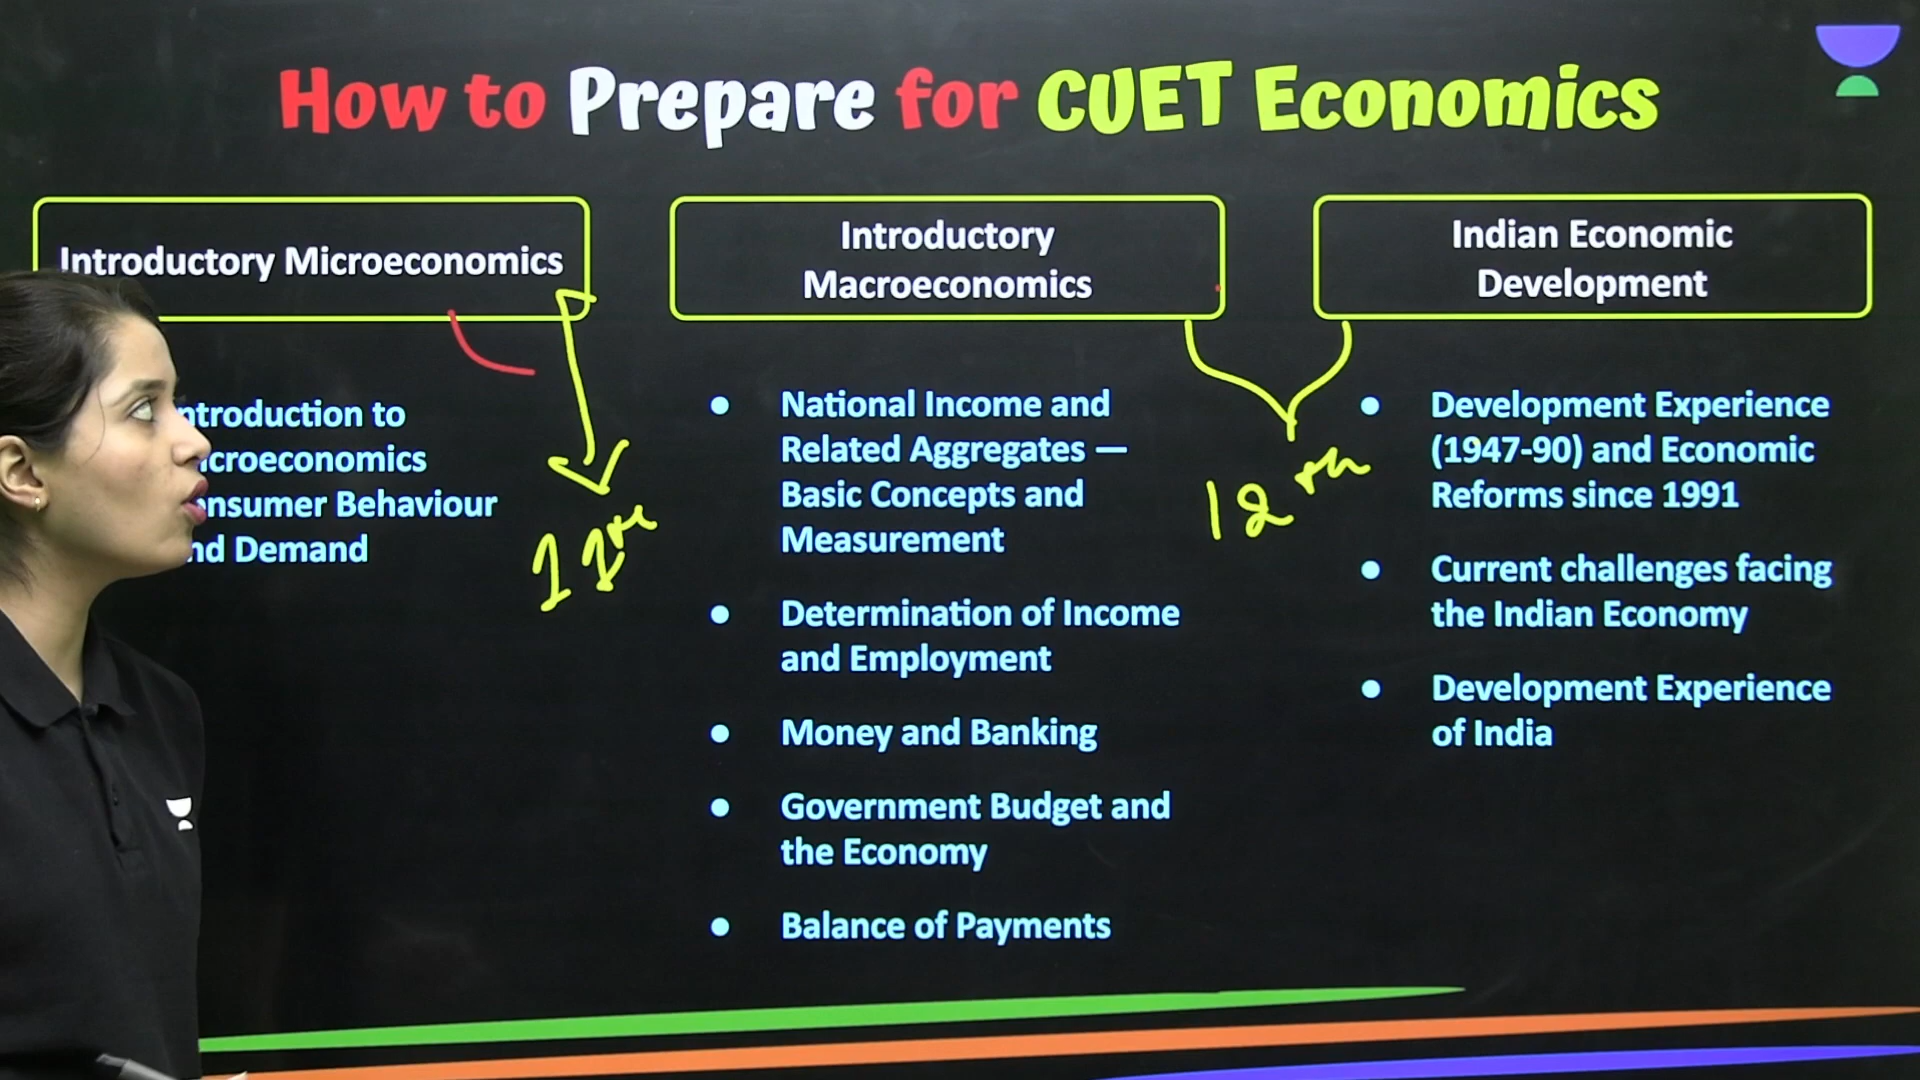 How to Prepare for CUET Economics
Introductory Microeconomics
Introductory
Macroeconomics
Indian Economic
Development
ntroduction to
icroeconomics
onsumer Behaviour
nd Demand
11th
National Income and
Related Aggregates —
Basic Concepts and
Measurement
Determination of Income
and Employment
Money and Banking
Government Budget and
the Economy
Balance of Payments
12th
Development Experience
(1947-90) and Economic
Reforms since 1991
Current challenges facing
the Indian Economy
Development Experience
of India